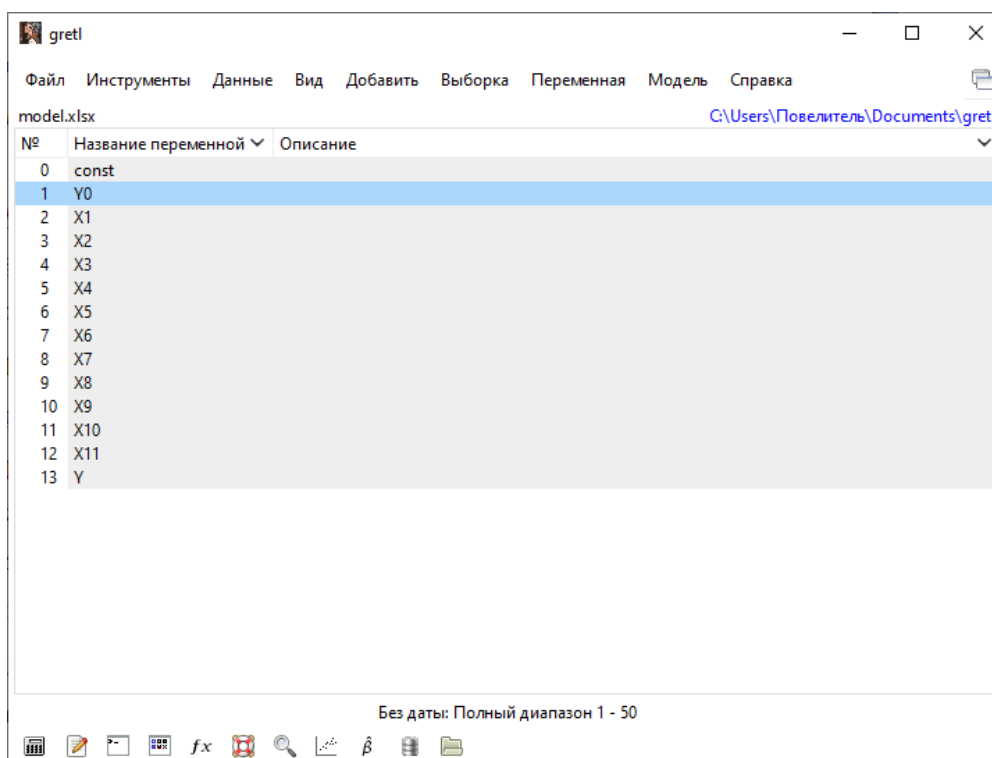 gretl
Файл Инструменты Данные Вид Добавить Выборка Переменная Модель Справка
model.xlsx C:\Users\Повелитель\Documents\gret
№ Название переменной Описание
0 const
1 Y0
2 X1
3 X2
4 X3
5 X4
6 X5
7 X6
8 X7
9 X8
10 X9
11 X10
12 X11
13 Y
Без даты: Полный диапазон 1 - 50
fx β̂